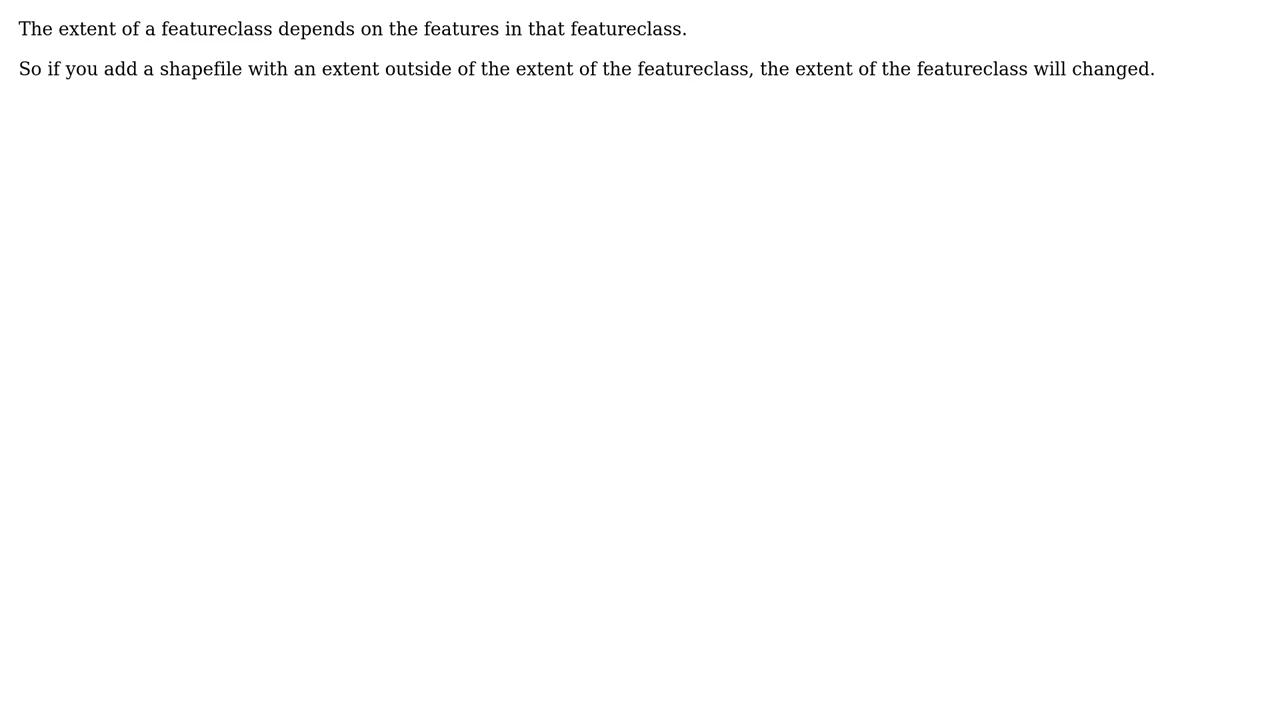 The extent of a featureclass depends on the features in that featureclass.
So if you add a shapefile with an extent outside of the extent of the featureclass, the extent of the featureclass will changed.